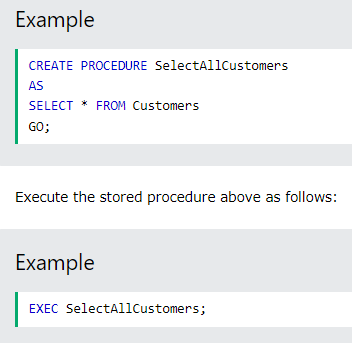 Example
CREATE PROCEDURE SelectAllCustomers
AS
SELECT * FROM Customers
GO;
Execute the stored procedure above as follows:
Example
EXEC SelectAllCustomers;